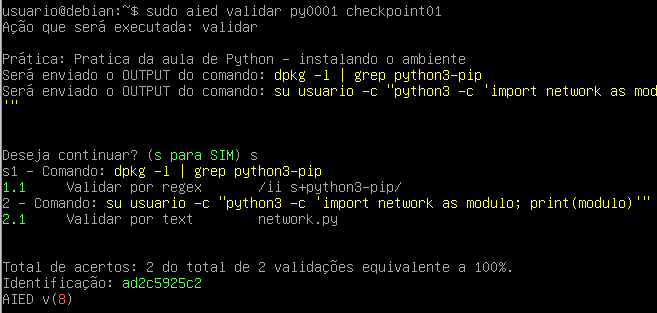 usuario@debian:~$ sudo aied validar py0001 checkpoint01
Ação que será executada: validar
Prática: Pratica da aula de Python - instalando o ambiente
Será enviado o OUTPUT do comando: dpkg -l | grep python3-pip
Será enviado o OUTPUT do comando: su usuario -c "python3 -c 'import network as mod
'"
Deseja continuar? (s para SIM) s
s1 - Comando: dpkg -l | grep python3-pip
1.1 Validar por regex /ii s+python3-pip/
2 - Comando: su usuario -c "python3 -c 'import network as modulo; print(modulo)'"
2.1 Validar por text network.py
Total de acertos: 2 do total de 2 validações equivalente a 100%.
Identificação: ad2c5925c2
AIED v(8)